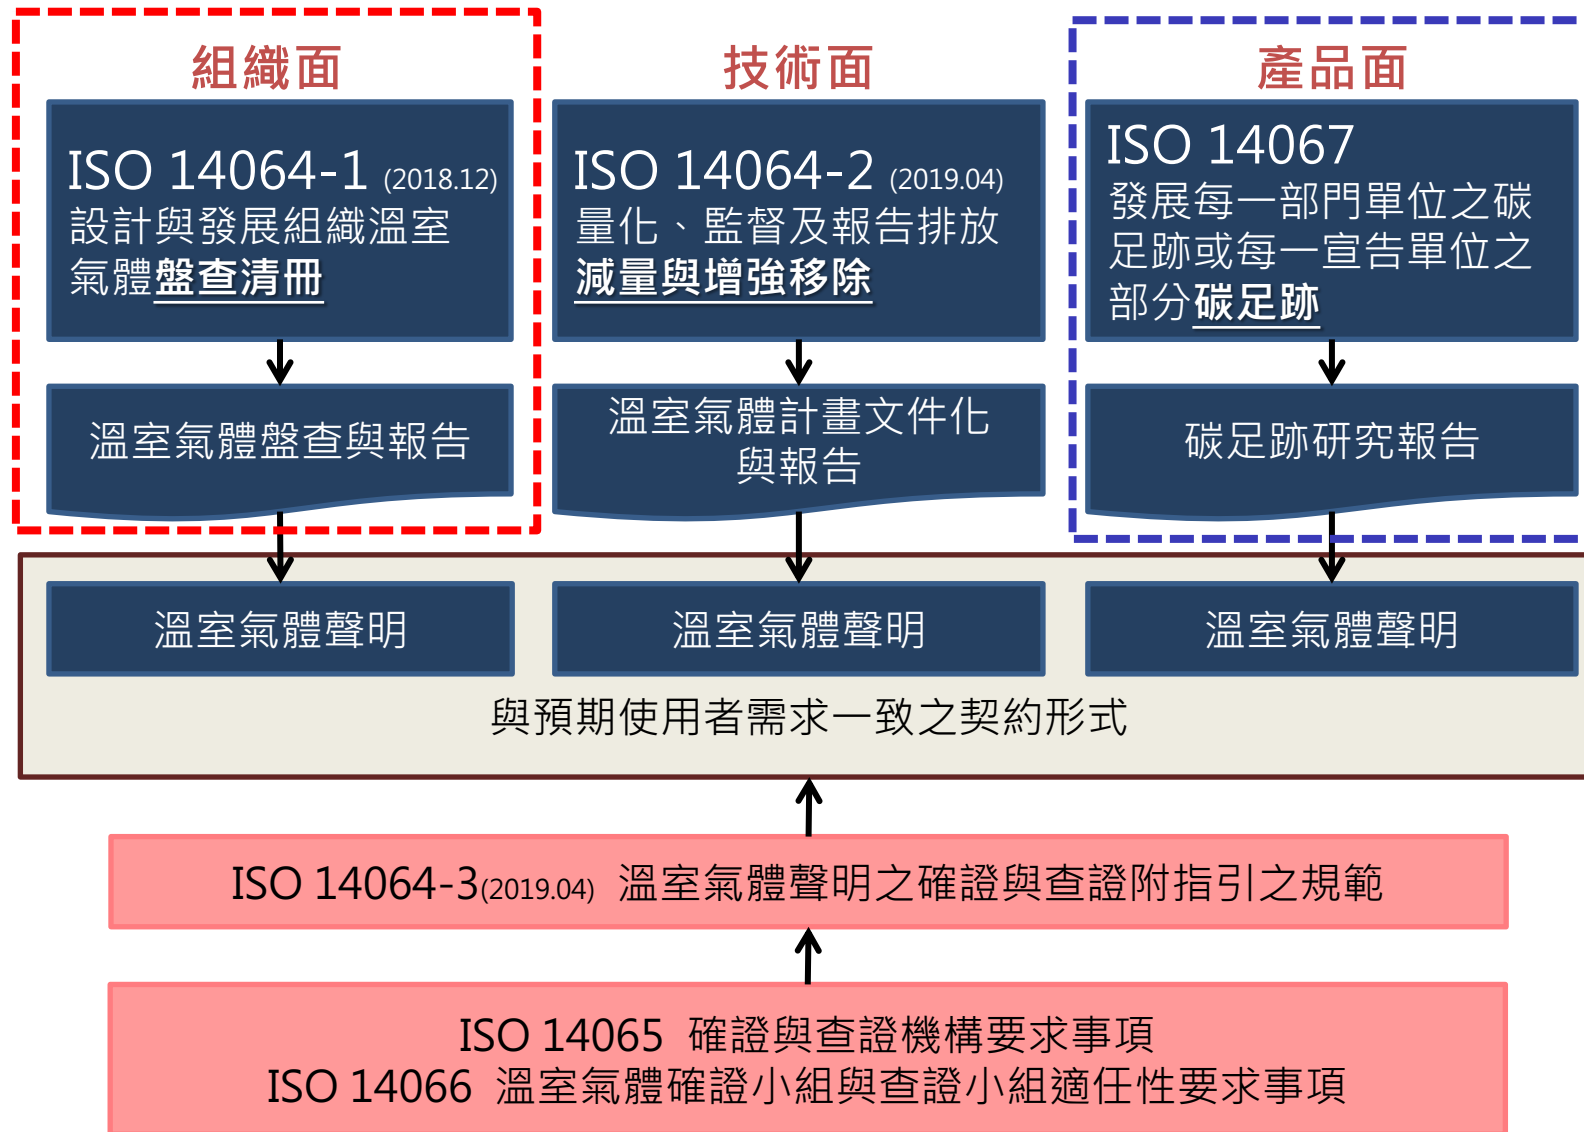 組織面
ISO 14064-1 (2018.12)
設計與發展組織溫室
氣體盤查清冊
溫室氣體盤查與報告
溫室氣體聲明
技術面
ISO 14064-2 (2019.04)
量化、監督及報告排放
減量與增強移除
溫室氣體計畫文件化
與報告
溫室氣體聲明
產品面
ISO 14067
發展每一部門單位之碳
足跡或每一宣告單位之
部分碳足跡
碳足跡研究報告
溫室氣體聲明
與預期使用者需求一致之契約形式
ISO 14064-3(2019.04) 溫室氣體聲明之確證與查證附指引之規範
ISO 14065 確證與查證機構要求事項
ISO 14066 溫室氣體確證小組與查證小組適任性要求事項